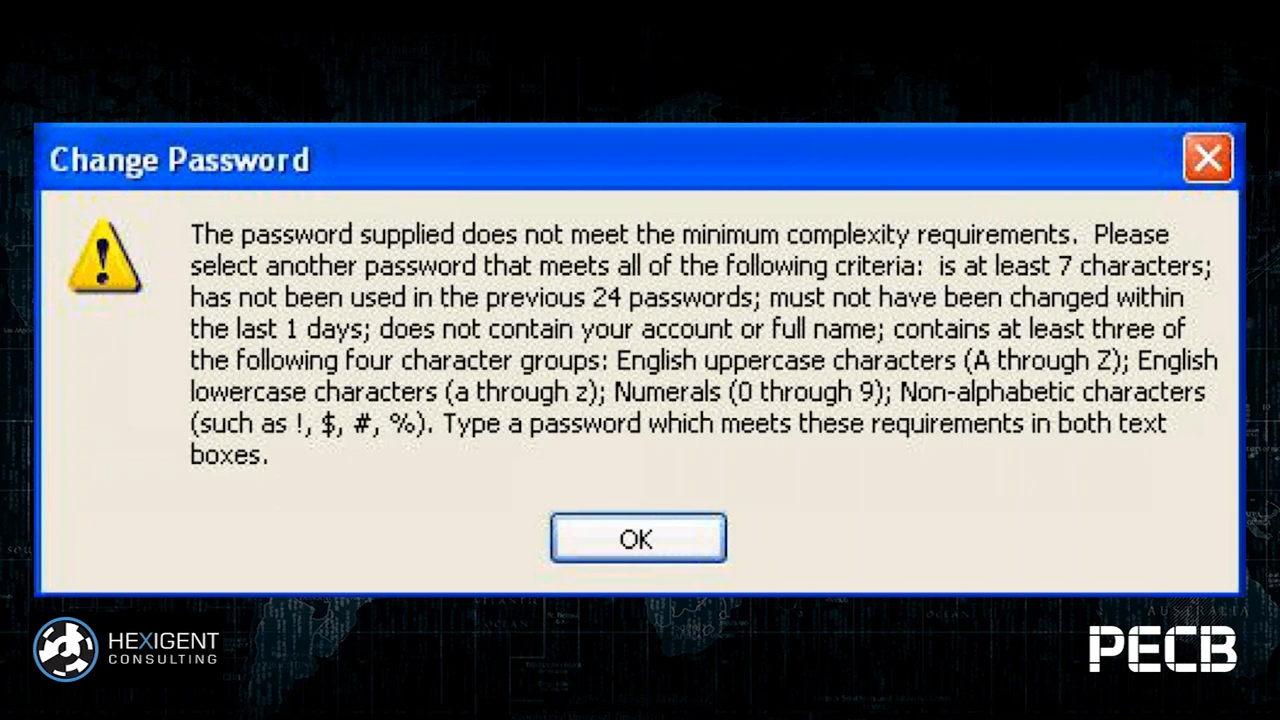 Change Password
The password supplied does not meet the minimum complexity requirements.  Please
select another password that meets all of the following criteria:  is at least 7 characters;
has not been used in the previous 24 passwords; must not have been changed within
the last 1 days; does not contain your account or full name; contains at least three of
the following four character groups: English uppercase characters (A through Z); English
lowercase characters (a through z); Numerals (0 through 9); Non-alphabetic characters
(such as !, $, #, %). Type a password which meets these requirements in both text
boxes.
OK
OCEAN
OCEAN
AUSTRALIA
HEXIGENT
CONSULTING
PECB